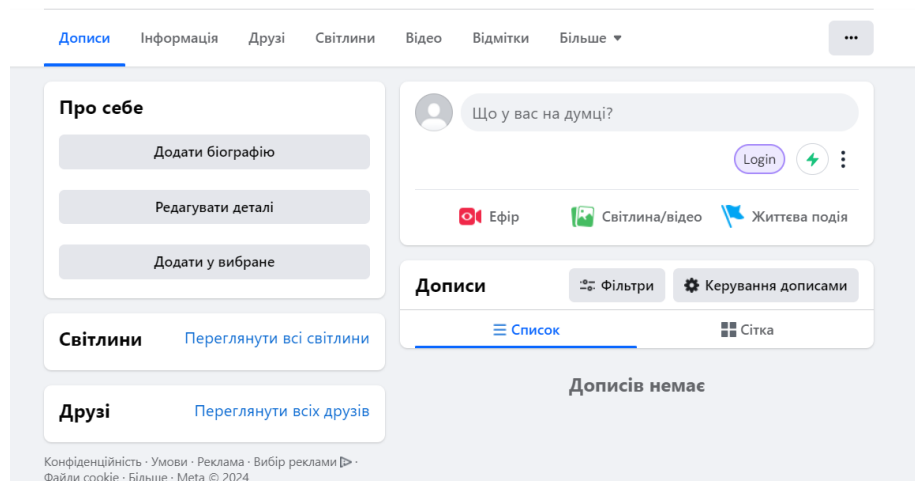 Дописи Інформація Друзі Світлини Відео Відмітки Більше
Про себе
Додати біографію
Редагувати деталі
Додати у вибране
Світлини Переглянути всі світлини
Друзі Переглянути всіх друзів
Конфіденційність · Умови · Реклама · Вибір реклами ·
Файли cookie · Більше · Meta © 2024
Що у вас на думці?
Login
Ефір Світлина/відео Життєва подія
Дописи Фільтри Керування дописами
Список Сітка
Дописів немає